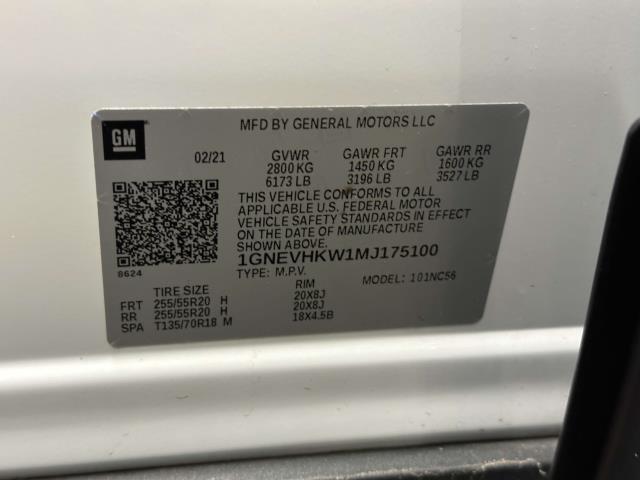 GM
MFD BY GENERAL MOTORS LLC
02/21 GVWR GAWR FRT GAWR RR
2800 KG 1450 KG 1600 KG
6173 LB 3196 LB 3527 LB
THIS VEHICLE CONFORMS TO ALL
APPLICABLE U.S. FEDERAL MOTOR
VEHICLE SAFETY STANDARDS IN EFFECT
ON THE DATE OF MANUFACTURE
SHOWN ABOVE.
1GNEVHKW1MJ175100
8624 TYPE: M.P.V. MODEL: 101NC56
TIRE SIZE RIM
FRT 255/55R20 H 20X8J
RR 255/55R20 H 20X8J
SPA T135/70R18 M 18X4.5B